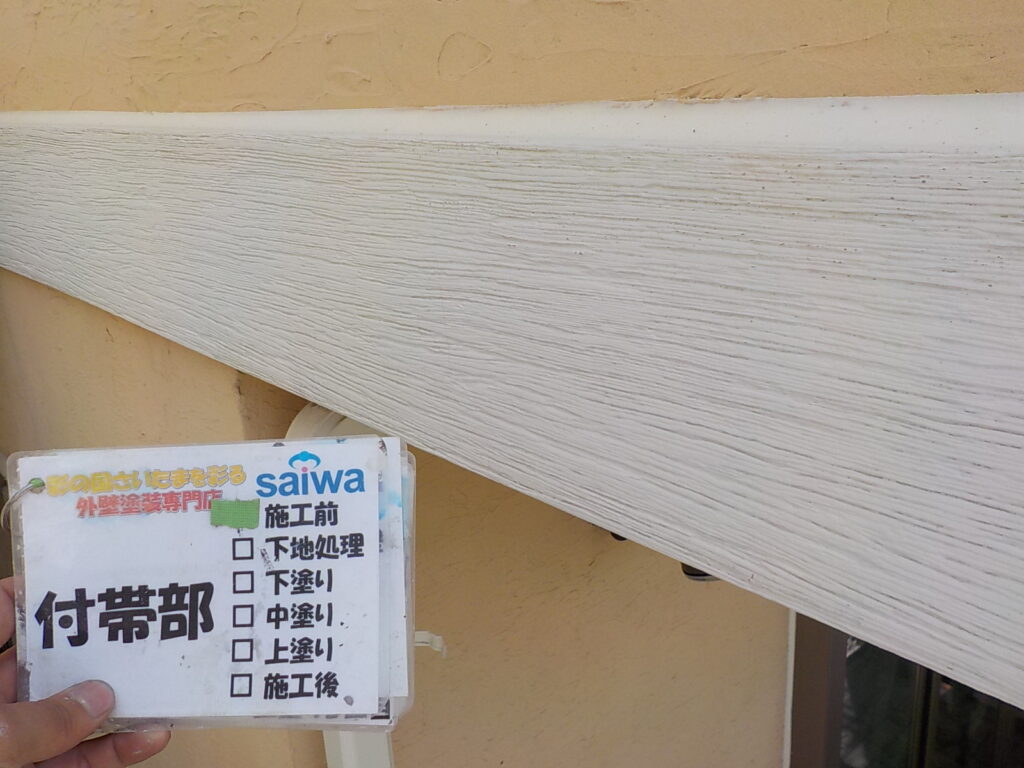 彩の国さいたまを彩る
外壁塗装専門店
saiwa
付帯部
施工前
□ 下地処理
□ 下塗り
□ 中塗り
□ 上塗り
□ 施工後